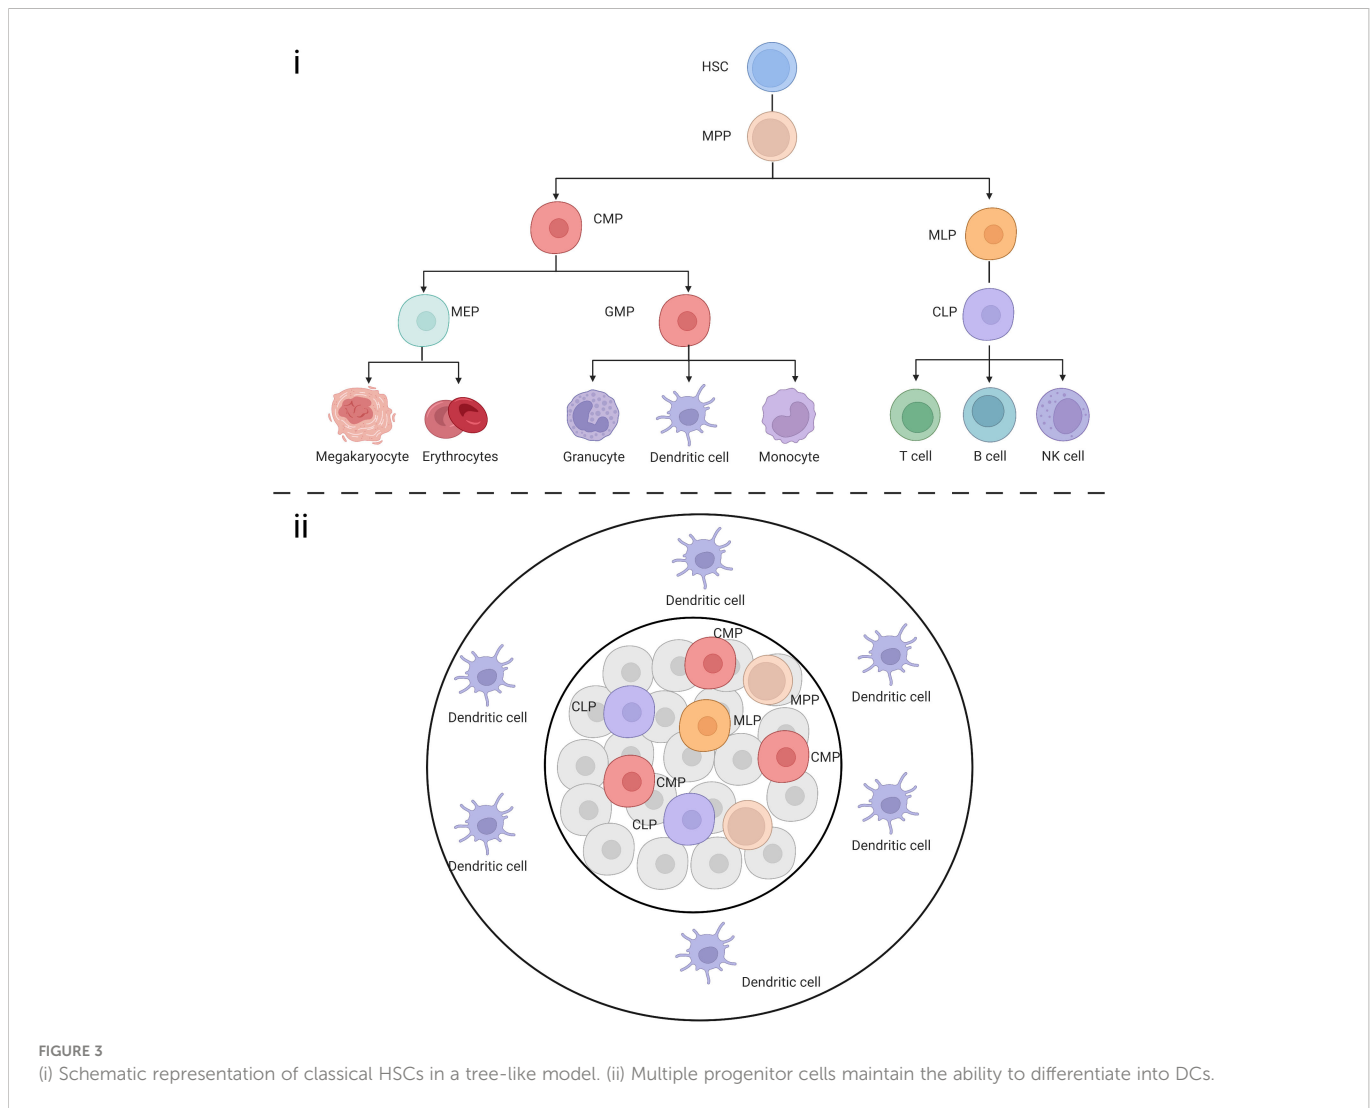 i
HSC
MPP
CMP
MLP
MEP
GMP
CLP
Megakaryocyte Erythrocytes Granucyte Dendritic cell Monocyte T cell B cell NK cell
ii
Dendritic cell
CMP
Dendritic cell
MPP
CLP
Dendritic cell
MLP
CMP
CMP
CLP
Dendritic cell
Dendritic cell
Dendritic cell
FIGURE 3
(i) Schematic representation of classical HSCs in a tree-like model. (ii) Multiple progenitor cells maintain the ability to differentiate into DCs.